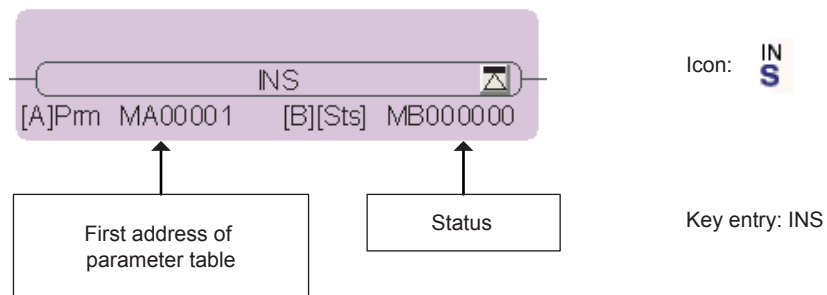 INS
[A]Prm MA00001 [B][Sts] MB000000
First address of
parameter table
Status
Icon: IN
S
Key entry: INS